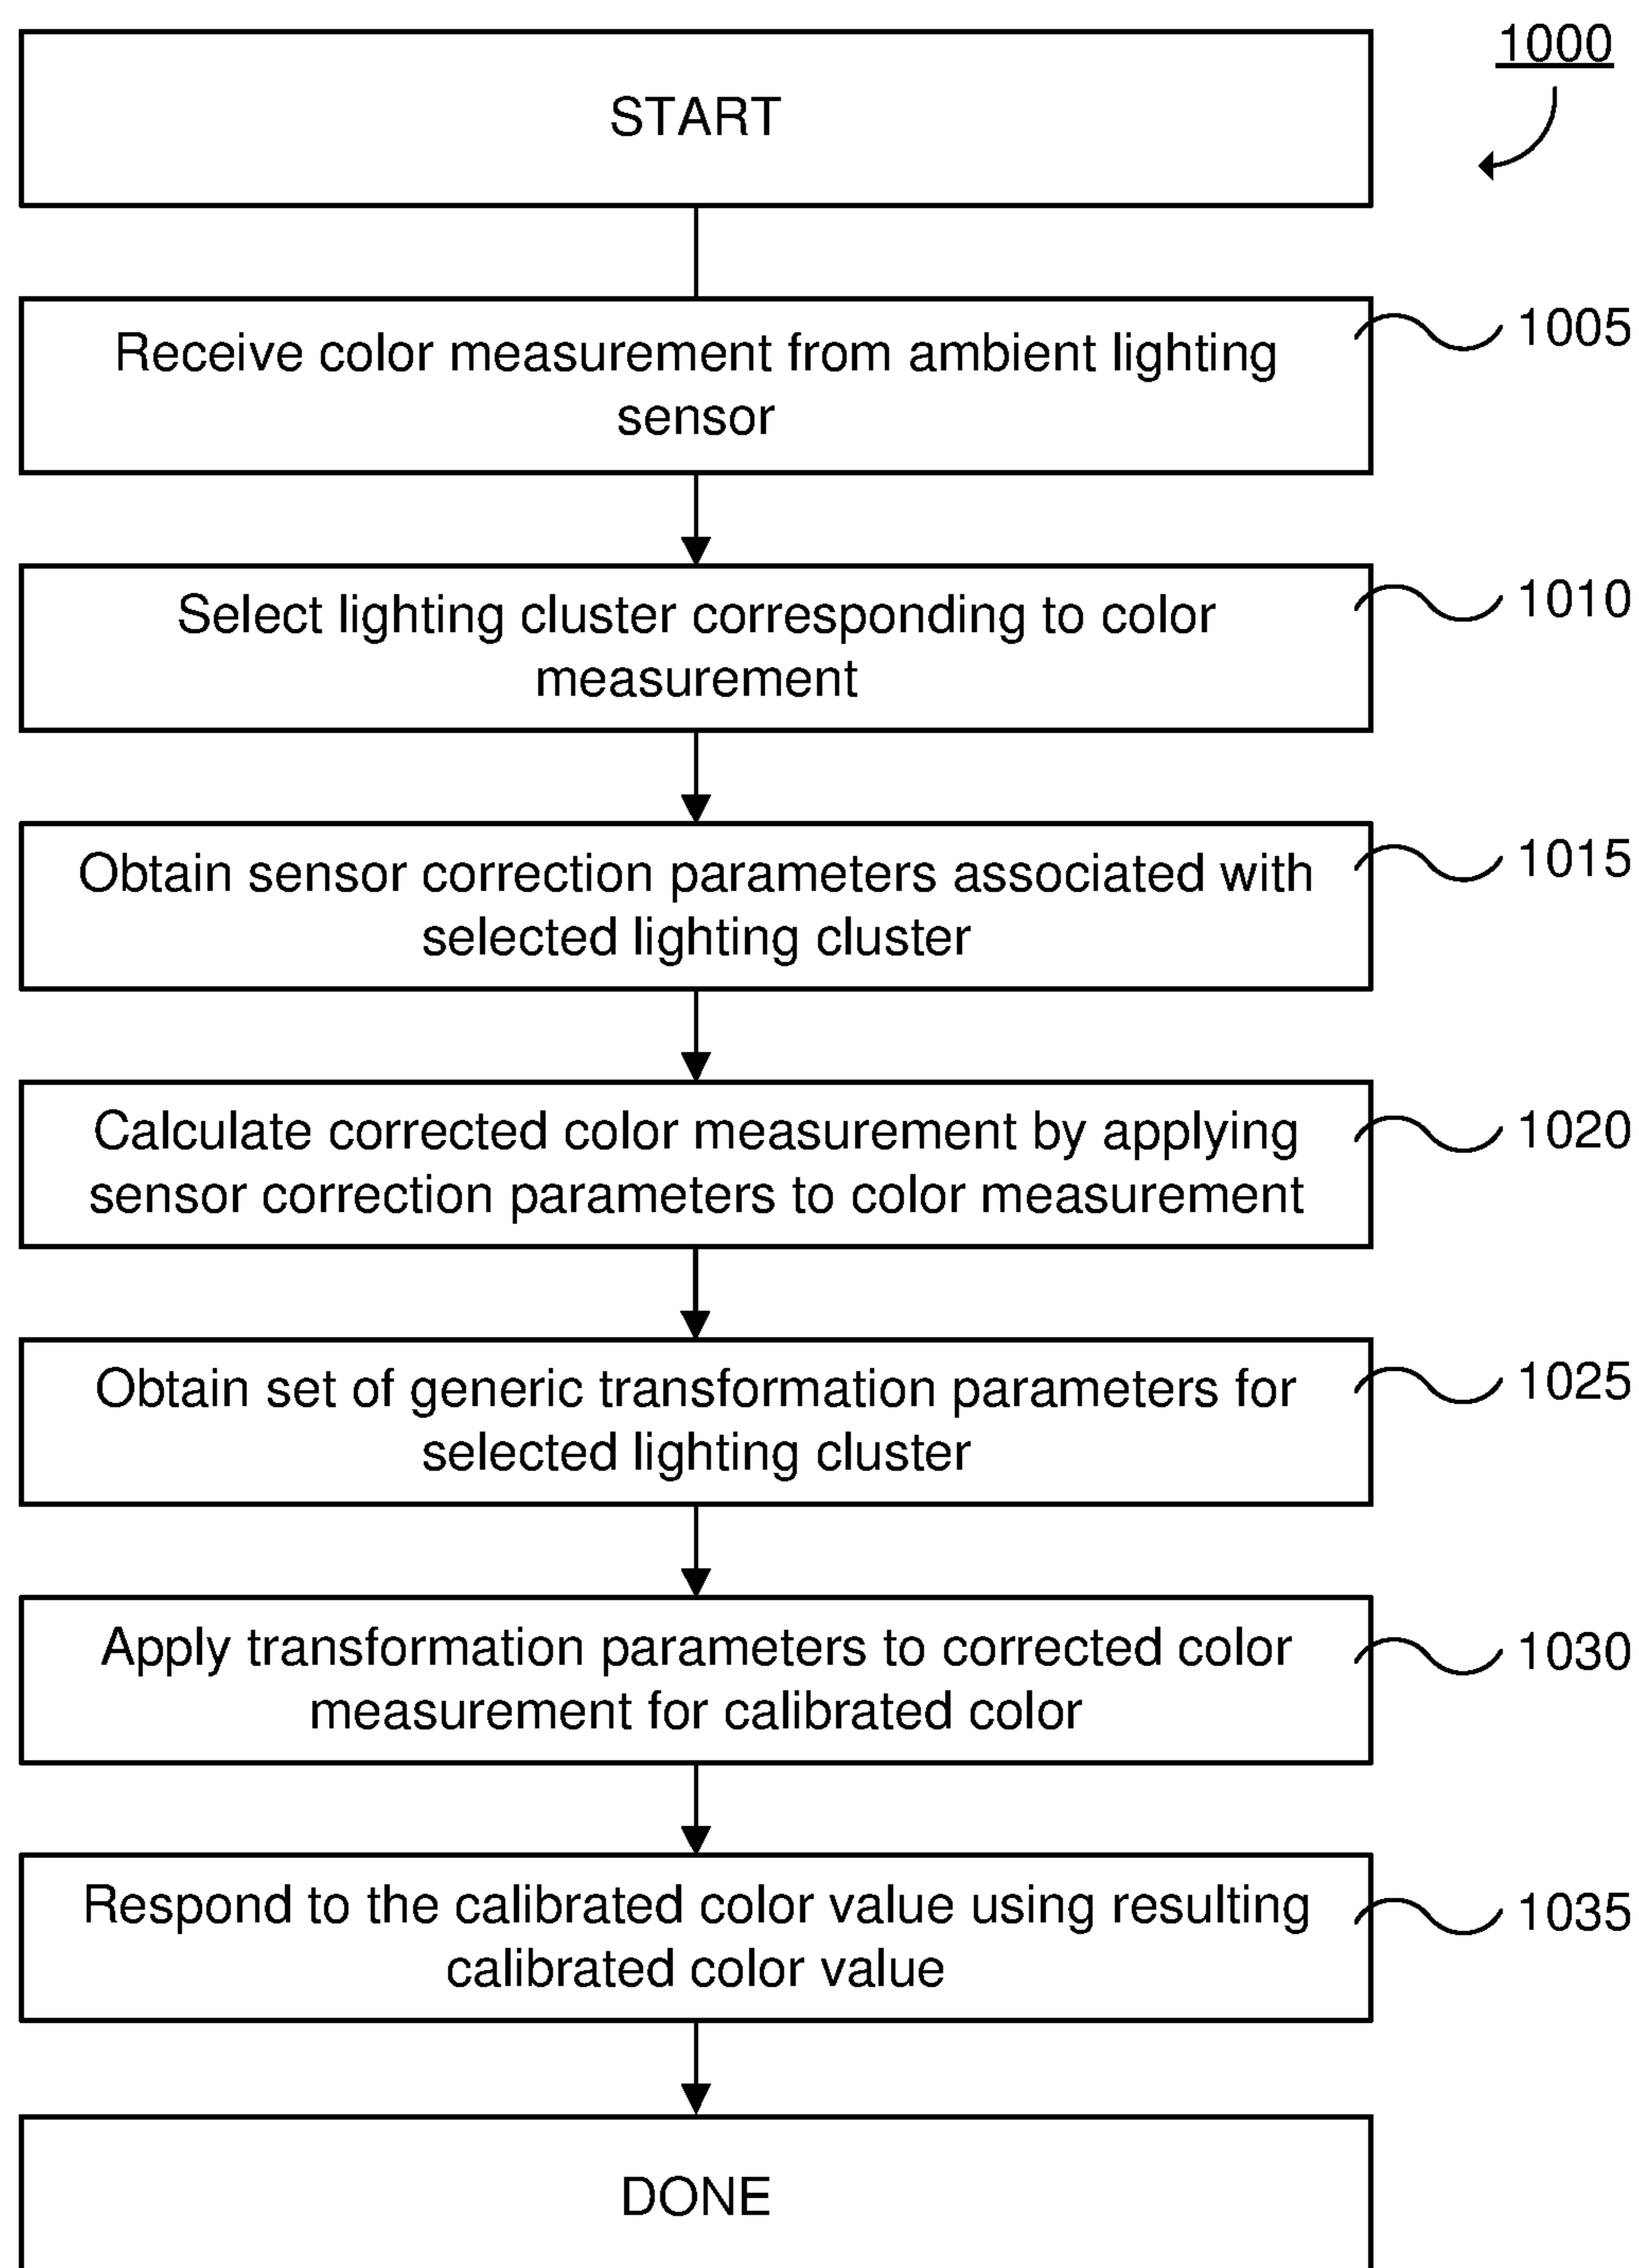 1000
START
Receive color measurement from ambient lighting
sensor
1005
Select lighting cluster corresponding to color
measurement
1010
Obtain sensor correction parameters associated with
selected lighting cluster
1015
Calculate corrected color measurement by applying
sensor correction parameters to color measurement
1020
Obtain set of generic transformation parameters for
selected lighting cluster
1025
Apply transformation parameters to corrected color
measurement for calibrated color
1030
Respond to the calibrated color value using resulting
calibrated color value
1035
DONE